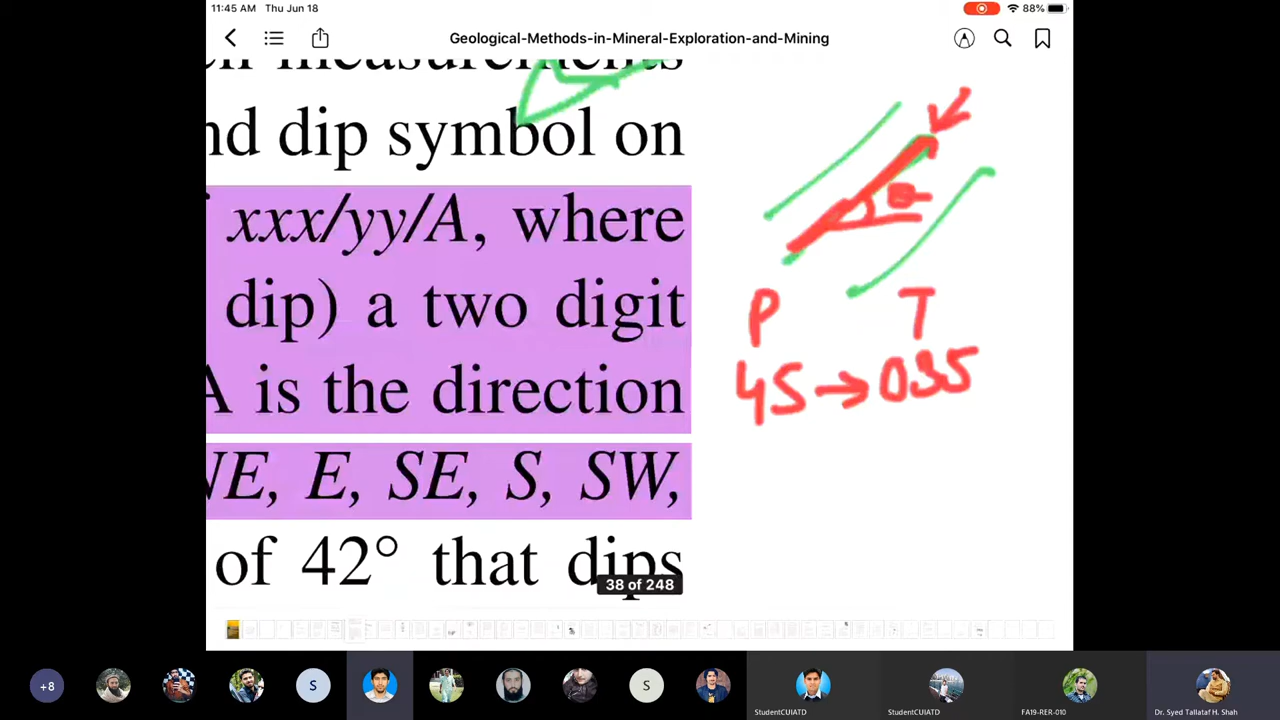 11:45 AM Thu Jun 18
88%
Geological-Methods-in-Mineral-Exploration-and-Mining
measurements
nd dip symbol on
xxx/yy/A, where
dip) a two digit
A is the direction
NE, E, SE, S, SW,
of 42° that dips
θ
P T
45 → 035
38 of 248
+8
S
S
StudentCUIATD
StudentCUIATD
FA19-RER-010
Dr. Syed Tallataf H. Shah